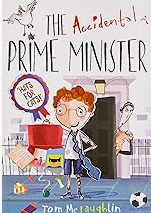 THE Accidental
PRIME MINISTER
TOM McLaughlin